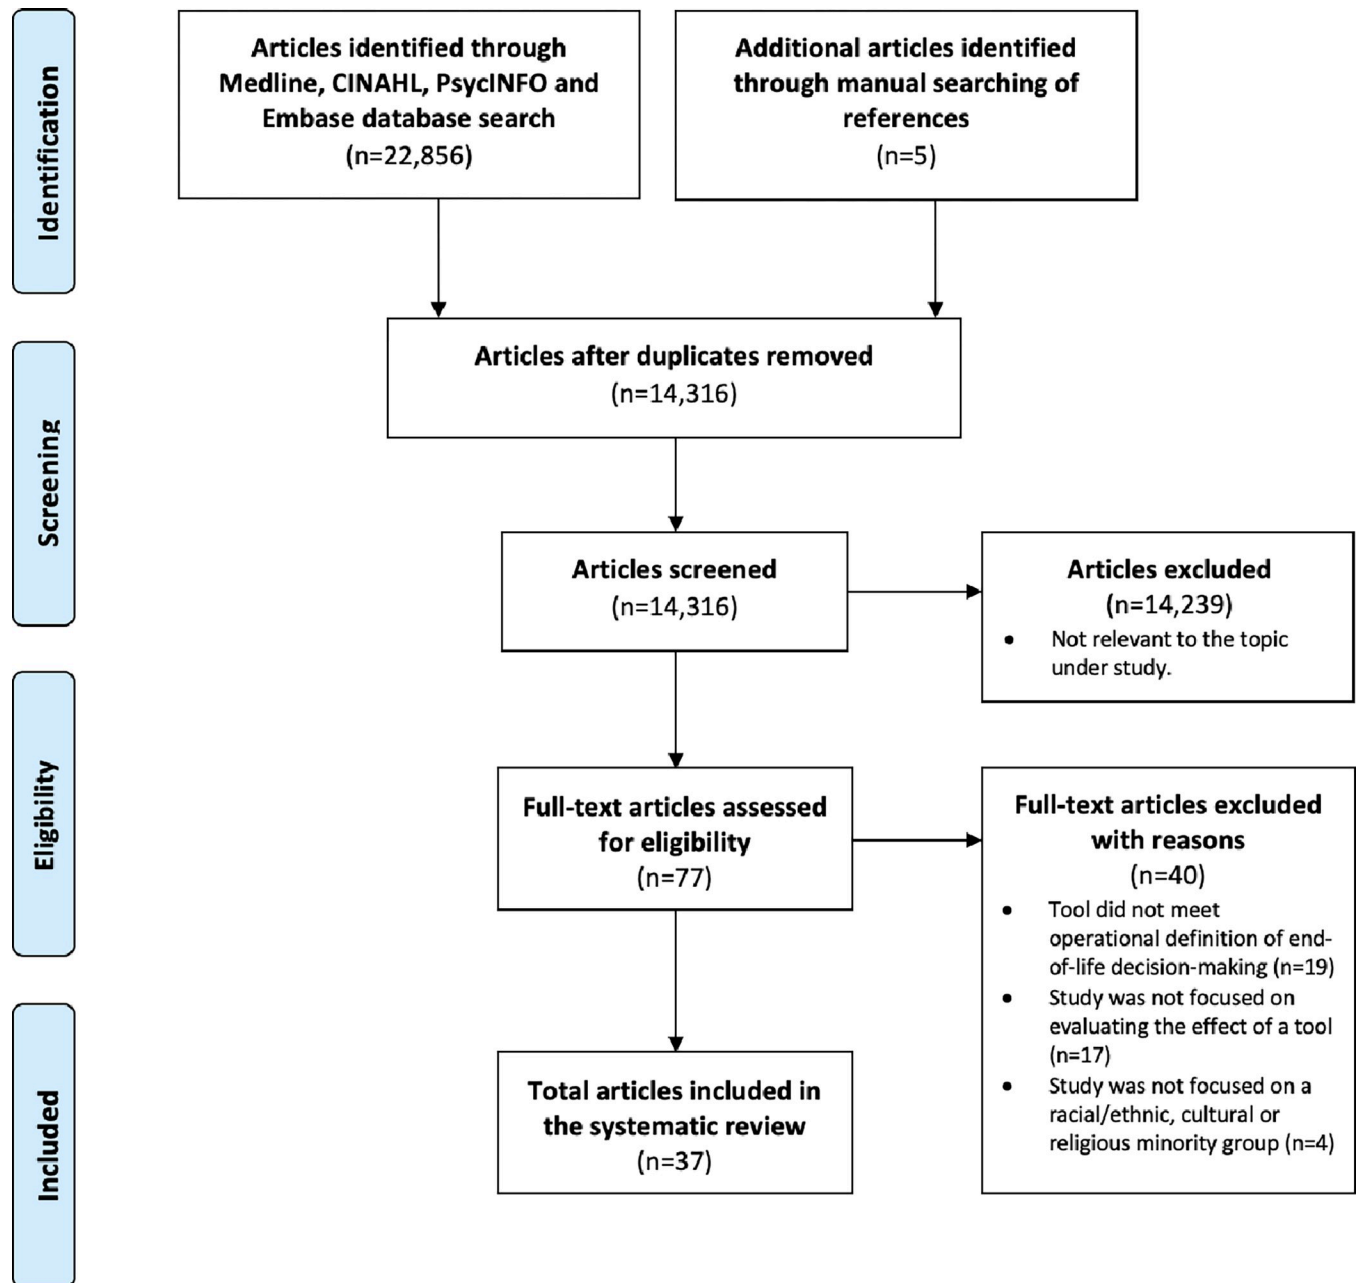 Identification
Articles identified through
Medline, CINAHL, PsycINFO and
Embase database search
(n=22,856)
Additional articles identified
through manual searching of
references
(n=5)
Screening
Articles after duplicates removed
(n=14,316)
Articles screened
(n=14,316)
Articles excluded
(n=14,239)
• Not relevant to the topic
under study.
Eligibility
Full-text articles assessed
for eligibility
(n=77)
Full-text articles excluded
with reasons
(n=40)
• Tool did not meet
operational definition of end-
of-life decision-making (n=19)
• Study was not focused on
evaluating the effect of a tool
(n=17)
• Study was not focused on a
racial/ethnic, cultural or
religious minority group (n=4)
Included
Total articles included in
the systematic review
(n=37)